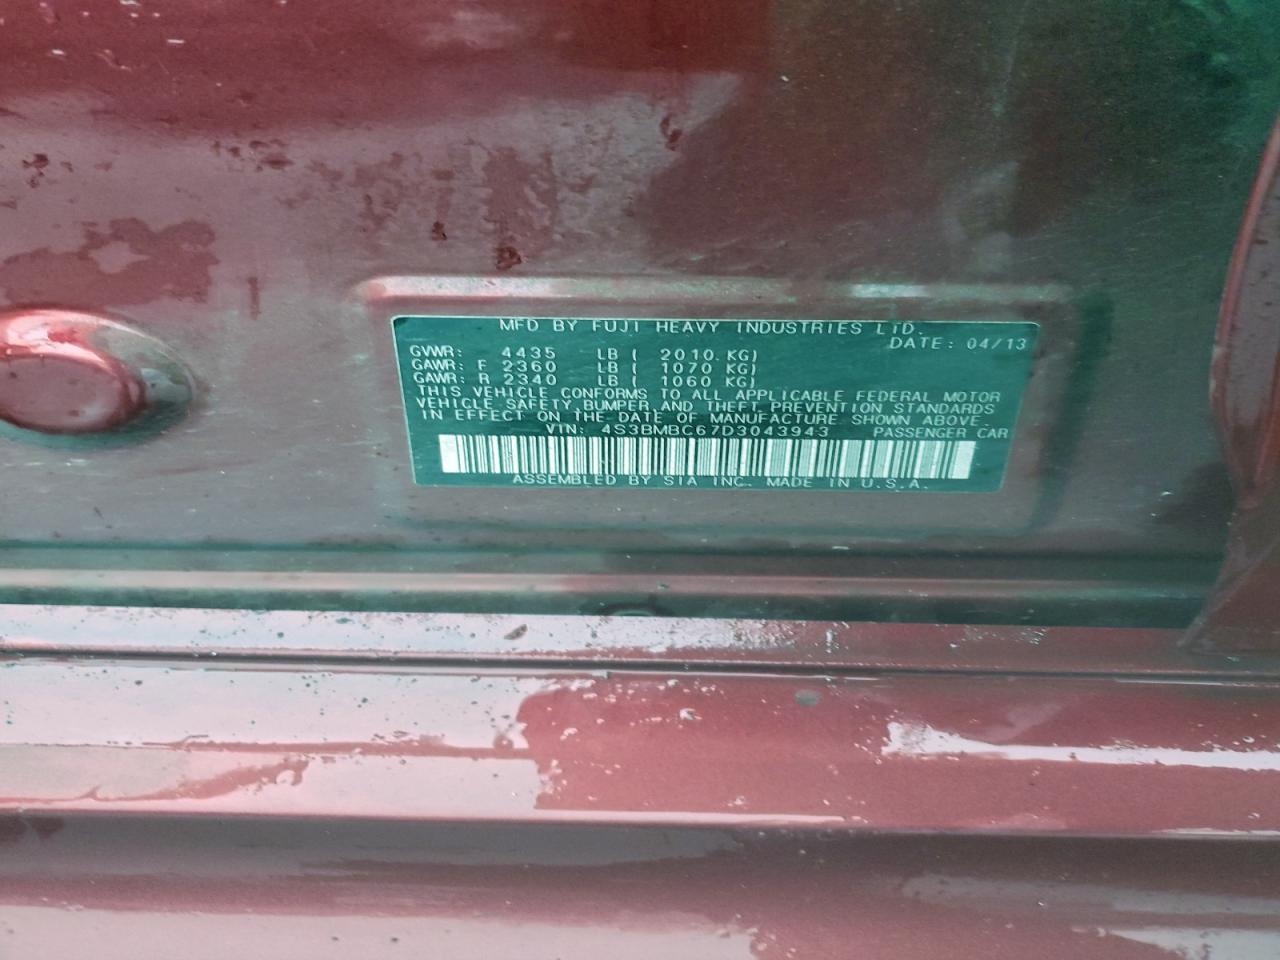 MFD BY FUJI HEAVY INDUSTRIES LTD.
DATE: 04/13
GVWR: 4435 LB ( 2010 KG)
GAWR: F 2360 LB ( 1070 KG)
GAWR: R 2340 LB ( 1060 KG)
THIS VEHICLE CONFORMS TO ALL APPLICABLE FEDERAL MOTOR
VEHICLE SAFETY, BUMPER AND THEFT PREVENTION STANDARDS
IN EFFECT ON THE DATE OF MANUFACTURE SHOWN ABOVE.
VIN: 4S3BMBC67D3043943 PASSENGER CAR
ASSEMBLED BY SIA INC. MADE IN U.S.A.